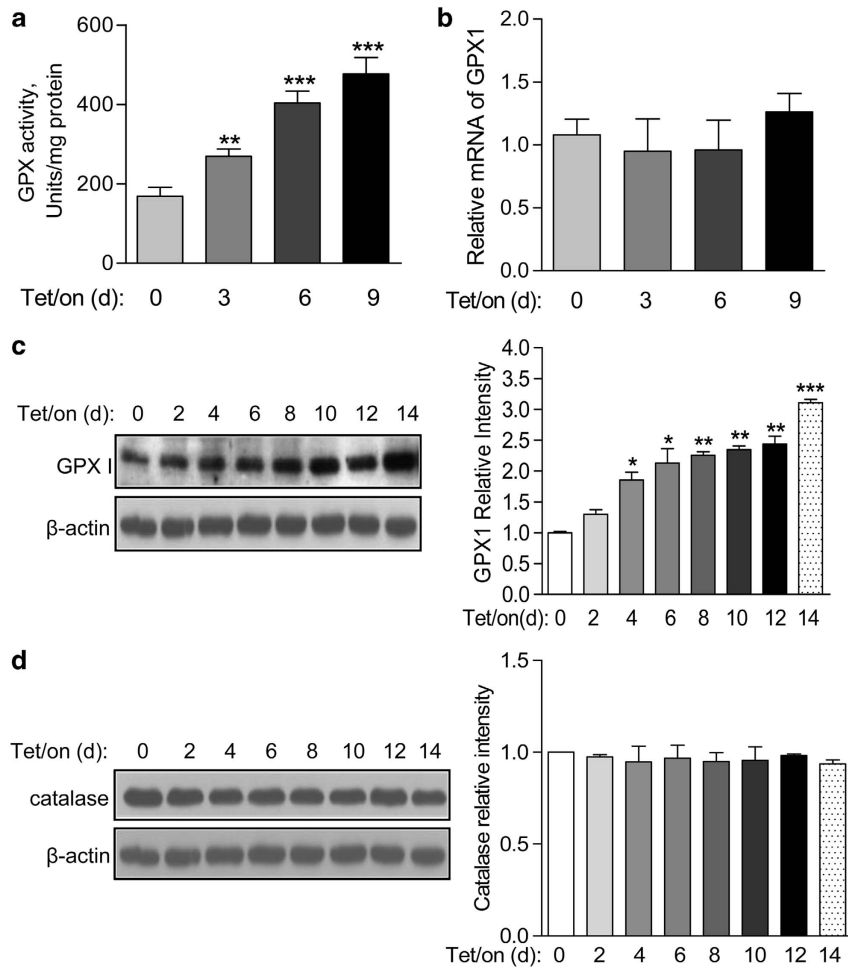 a
600
400
200
0
GPX activity,
Units/mg protein
**
***
***
Tet/on (d): 0 3 6 9
b
2.0
1.5
1.0
0.5
0.0
Relative mRNA of GPX1
Tet/on (d): 0 3 6 9
c
Tet/on (d): 0 2 4 6 8 10 12 14
GPX I
β-actin
4.0
3.5
3.0
2.5
2.0
1.5
1.0
0.5
0.0
GPX1 Relative Intensity
*
*
**
**
**
***
Tet/on(d): 0 2 4 6 8 10 12 14
d
Tet/on (d): 0 2 4 6 8 10 12 14
catalase
β-actin
1.5
1.0
0.5
0.0
Catalase relative intensity
Tet/on (d): 0 2 4 6 8 10 12 14